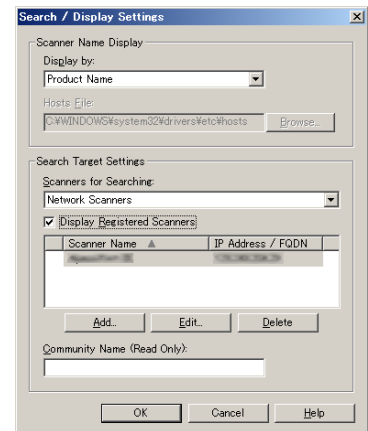 Search / Display Settings
Scanner Name Display
Display by:
Product Name
Hosts File:
C:¥WINDOWS¥system32¥drivers¥etc¥hosts
Browse...
Search Target Settings
Scanners for Searching:
Network Scanners
Display Registered Scanners
Scanner Name IP Address / FQDN
Add... Edit... Delete
Community Name (Read Only):
OK Cancel Help